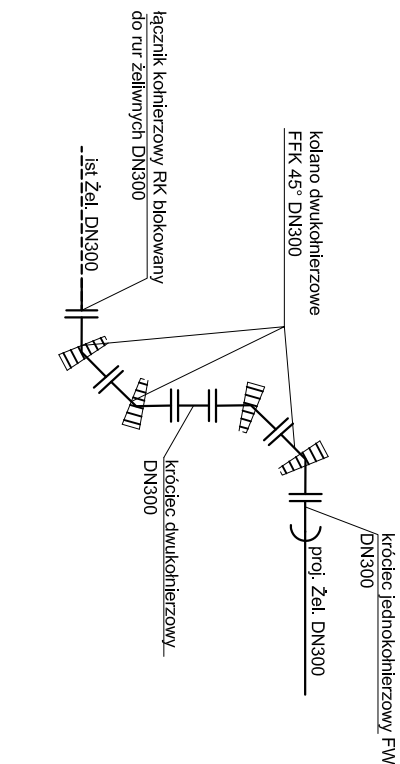 łącznik kołnierzowy RK blokowany
do rur żeliwnych DN300
ist Żel. DN300
kolano dwukołnierzowe
FFK 45° DN300
króciec dwukołnierzowy
DN300
króciec jednokołnierzowy FW
DN300
proj. Żel. DN300